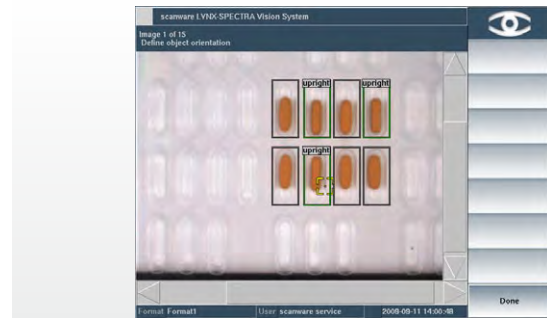 scanware LYNX-SPECTRA Vision System
Image 1 of 15
Define object orientation
upright
upright
upright
Done
Format Format1
User scanware service
2008-09-11 14:00:48